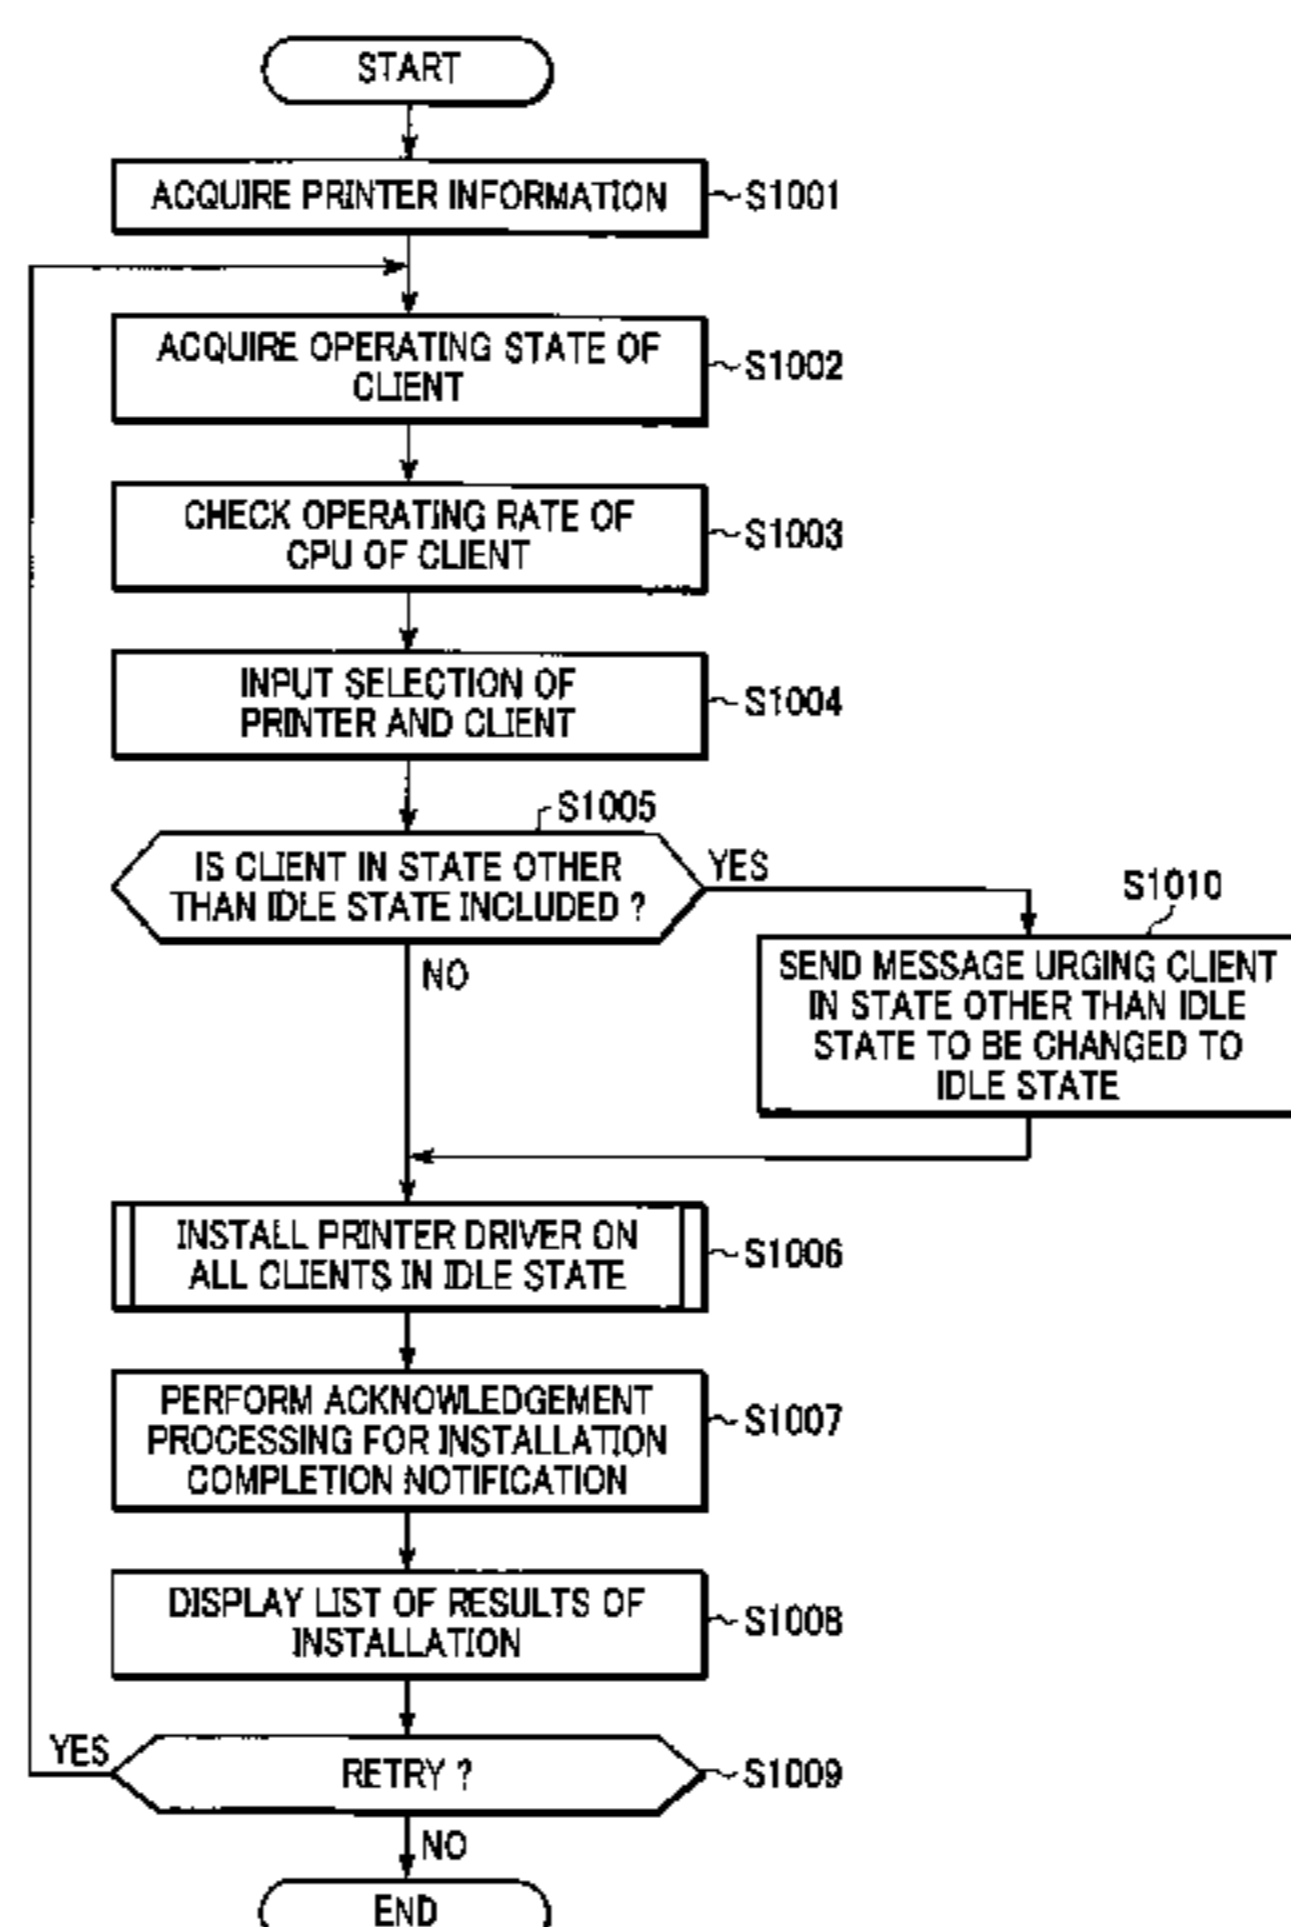 START
ACQUIRE PRINTER INFORMATION
S1001
ACQUIRE OPERATING STATE OF
CLIENT
S1002
CHECK OPERATING RATE OF
CPU OF CLIENT
S1003
INPUT SELECTION OF
PRINTER AND CLIENT
S1004
S1005
IS CLIENT IN STATE OTHER
THAN IDLE STATE INCLUDED ?
YES
NO
S1010
SEND MESSAGE URGING CLIENT
IN STATE OTHER THAN IDLE
STATE TO BE CHANGED TO
IDLE STATE
INSTALL PRINTER DRIVER ON
ALL CLIENTS IN IDLE STATE
S1006
PERFORM ACKNOWLEDGEMENT
PROCESSING FOR INSTALLATION
COMPLETION NOTIFICATION
S1007
DISPLAY LIST OF RESULTS OF
INSTALLATION
S1008
YES
RETRY ?
S1009
NO
END